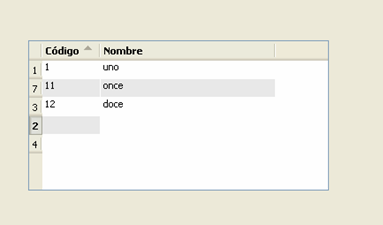 Código Nombre
1 1 uno
7 11 once
3 12 doce
2
4